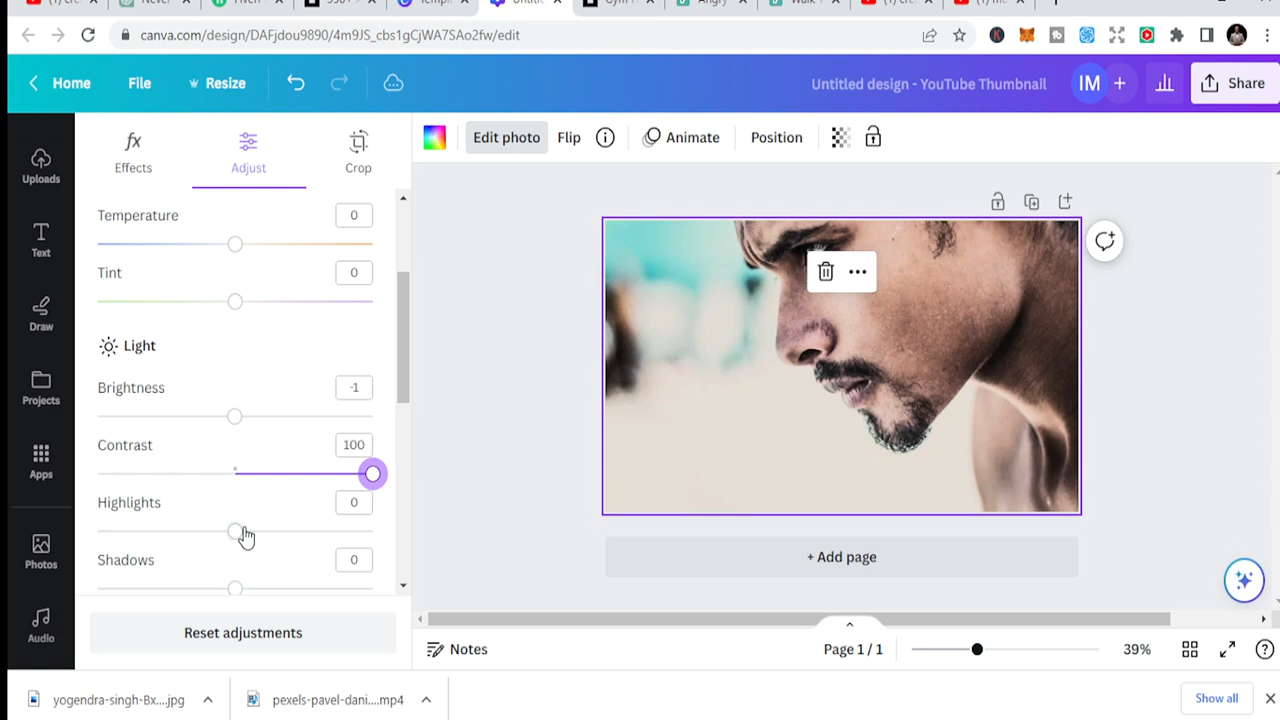 canva.com/design/DAFjdou9890/4m9JS_cbs1gCjWA7SAo2fw/edit
Home
File
Resize
Untitled design - YouTube Thumbnail
IM
+
Share
Effects
Adjust
Crop
Edit photo
Flip
Animate
Position
Uploads
Text
Draw
Projects
Apps
Photos
Audio
Temperature
0
Tint
0
Light
Brightness
-1
Contrast
100
Highlights
0
Shadows
0
Reset adjustments
+ Add page
Notes
Page 1 / 1
39%
yogendra-singh-8x....jpg
pexels-pavel-dani....mp4
Show all